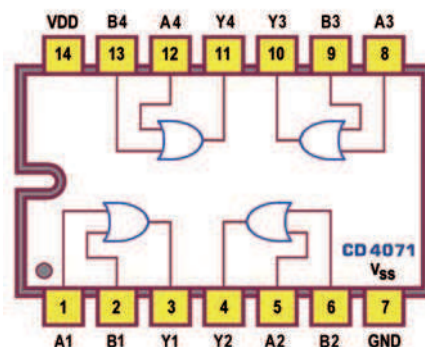 VDD B4 A4 Y4 Y3 B3 A3
14 13 12 11 10 9 8
CD 4071
VSS
1 2 3 4 5 6 7
A1 B1 Y1 Y2 A2 B2 GND